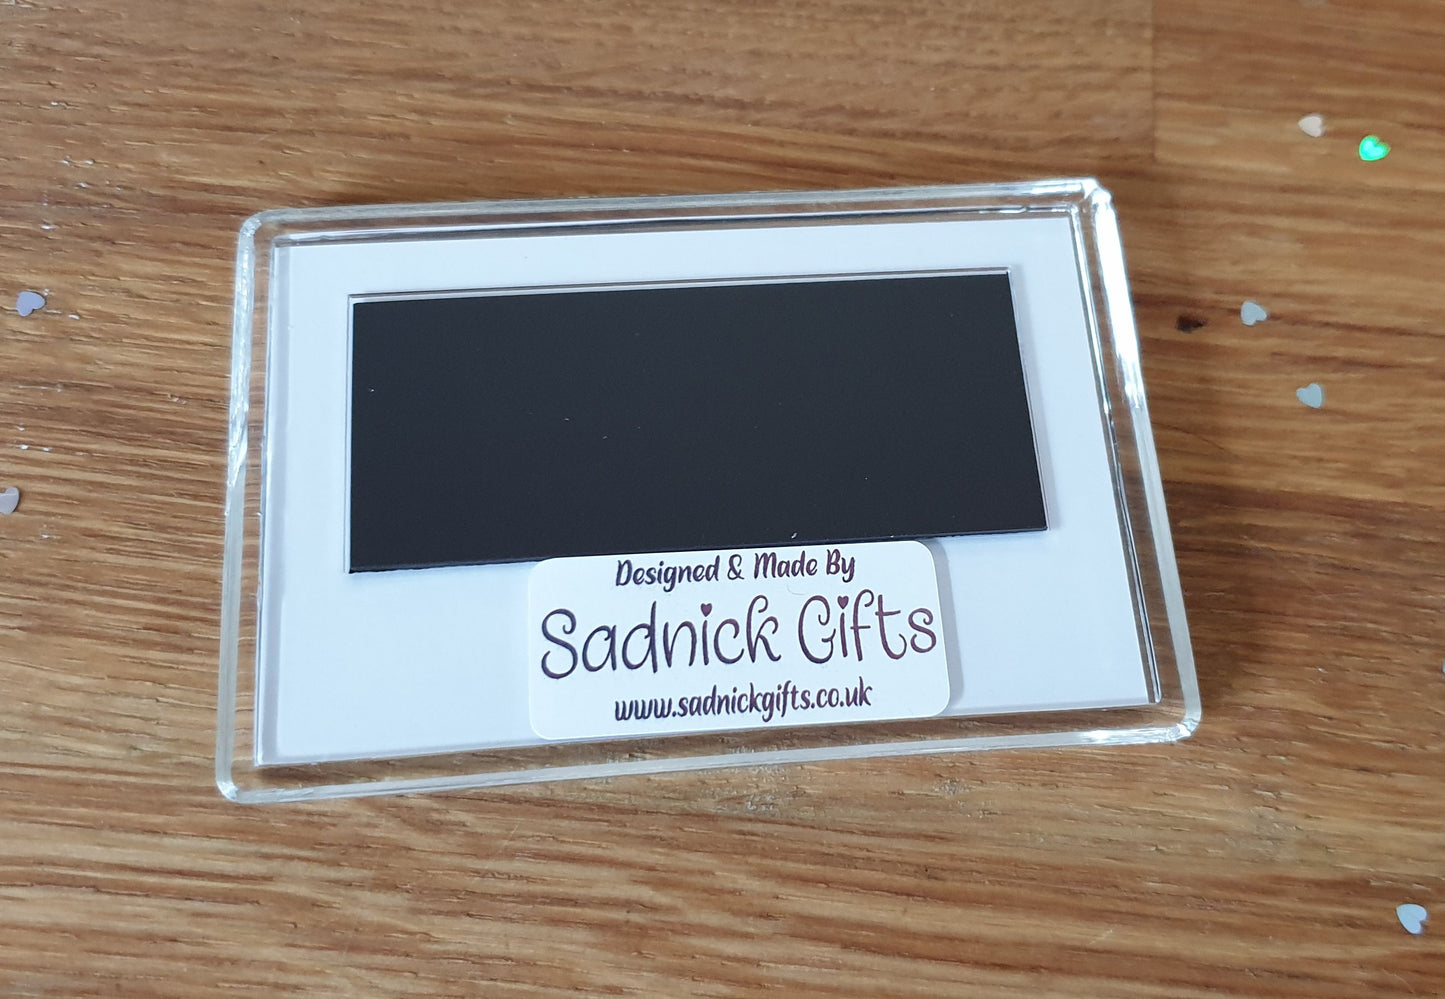 Designed & Made By
Sadnick Gifts
www.sadnickgifts.co.uk